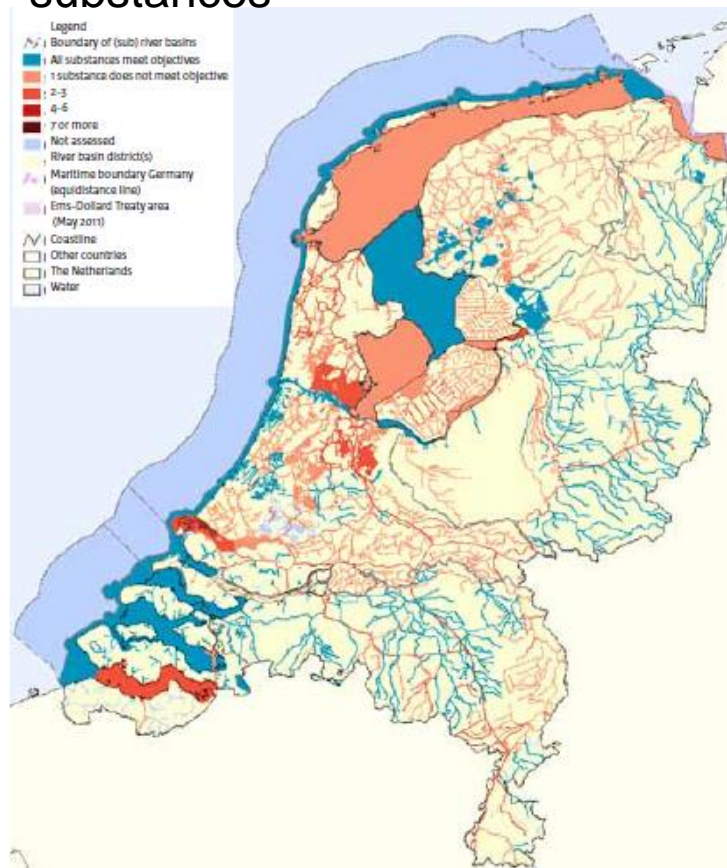 substances
Legend
Boundary of (sub) river basins
All substances meet objectives
1 substance does not meet objective
2-3
4-6
7 or more
Not assessed
River basin district(s)
Maritime boundary Germany
(equidistance line)
Ems-Dollard Treaty area
(May 2011)
Coastline
Other countries
The Netherlands
Water